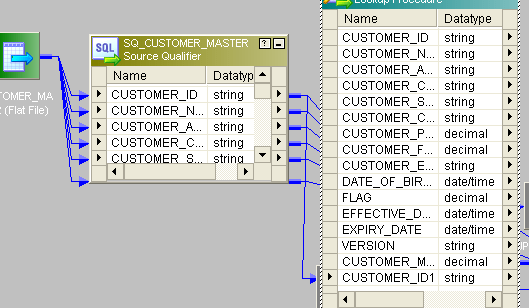 Lookup Procedure
SQL
SQ_CUSTOMER_MASTER
Source Qualifier
Name Datatyp
CUSTOMER_ID string
CUSTOMER_N... string
CUSTOMER_A... string
CUSTOMER_C... string
CUSTOMER_S... string
OMER_MA
(Flat File)
Name Datatype
CUSTOMER_ID string
CUSTOMER_N... string
CUSTOMER_A... string
CUSTOMER_C... string
CUSTOMER_S... string
CUSTOMER_C... string
CUSTOMER_P... decimal
CUSTOMER_F... decimal
CUSTOMER_E... string
DATE_OF_BIR... date/time
FLAG decimal
EFFECTIVE_D... date/time
EXPIRY_DATE date/time
VERSION string
CUSTOMER_M... decimal
CUSTOMER_ID1 string